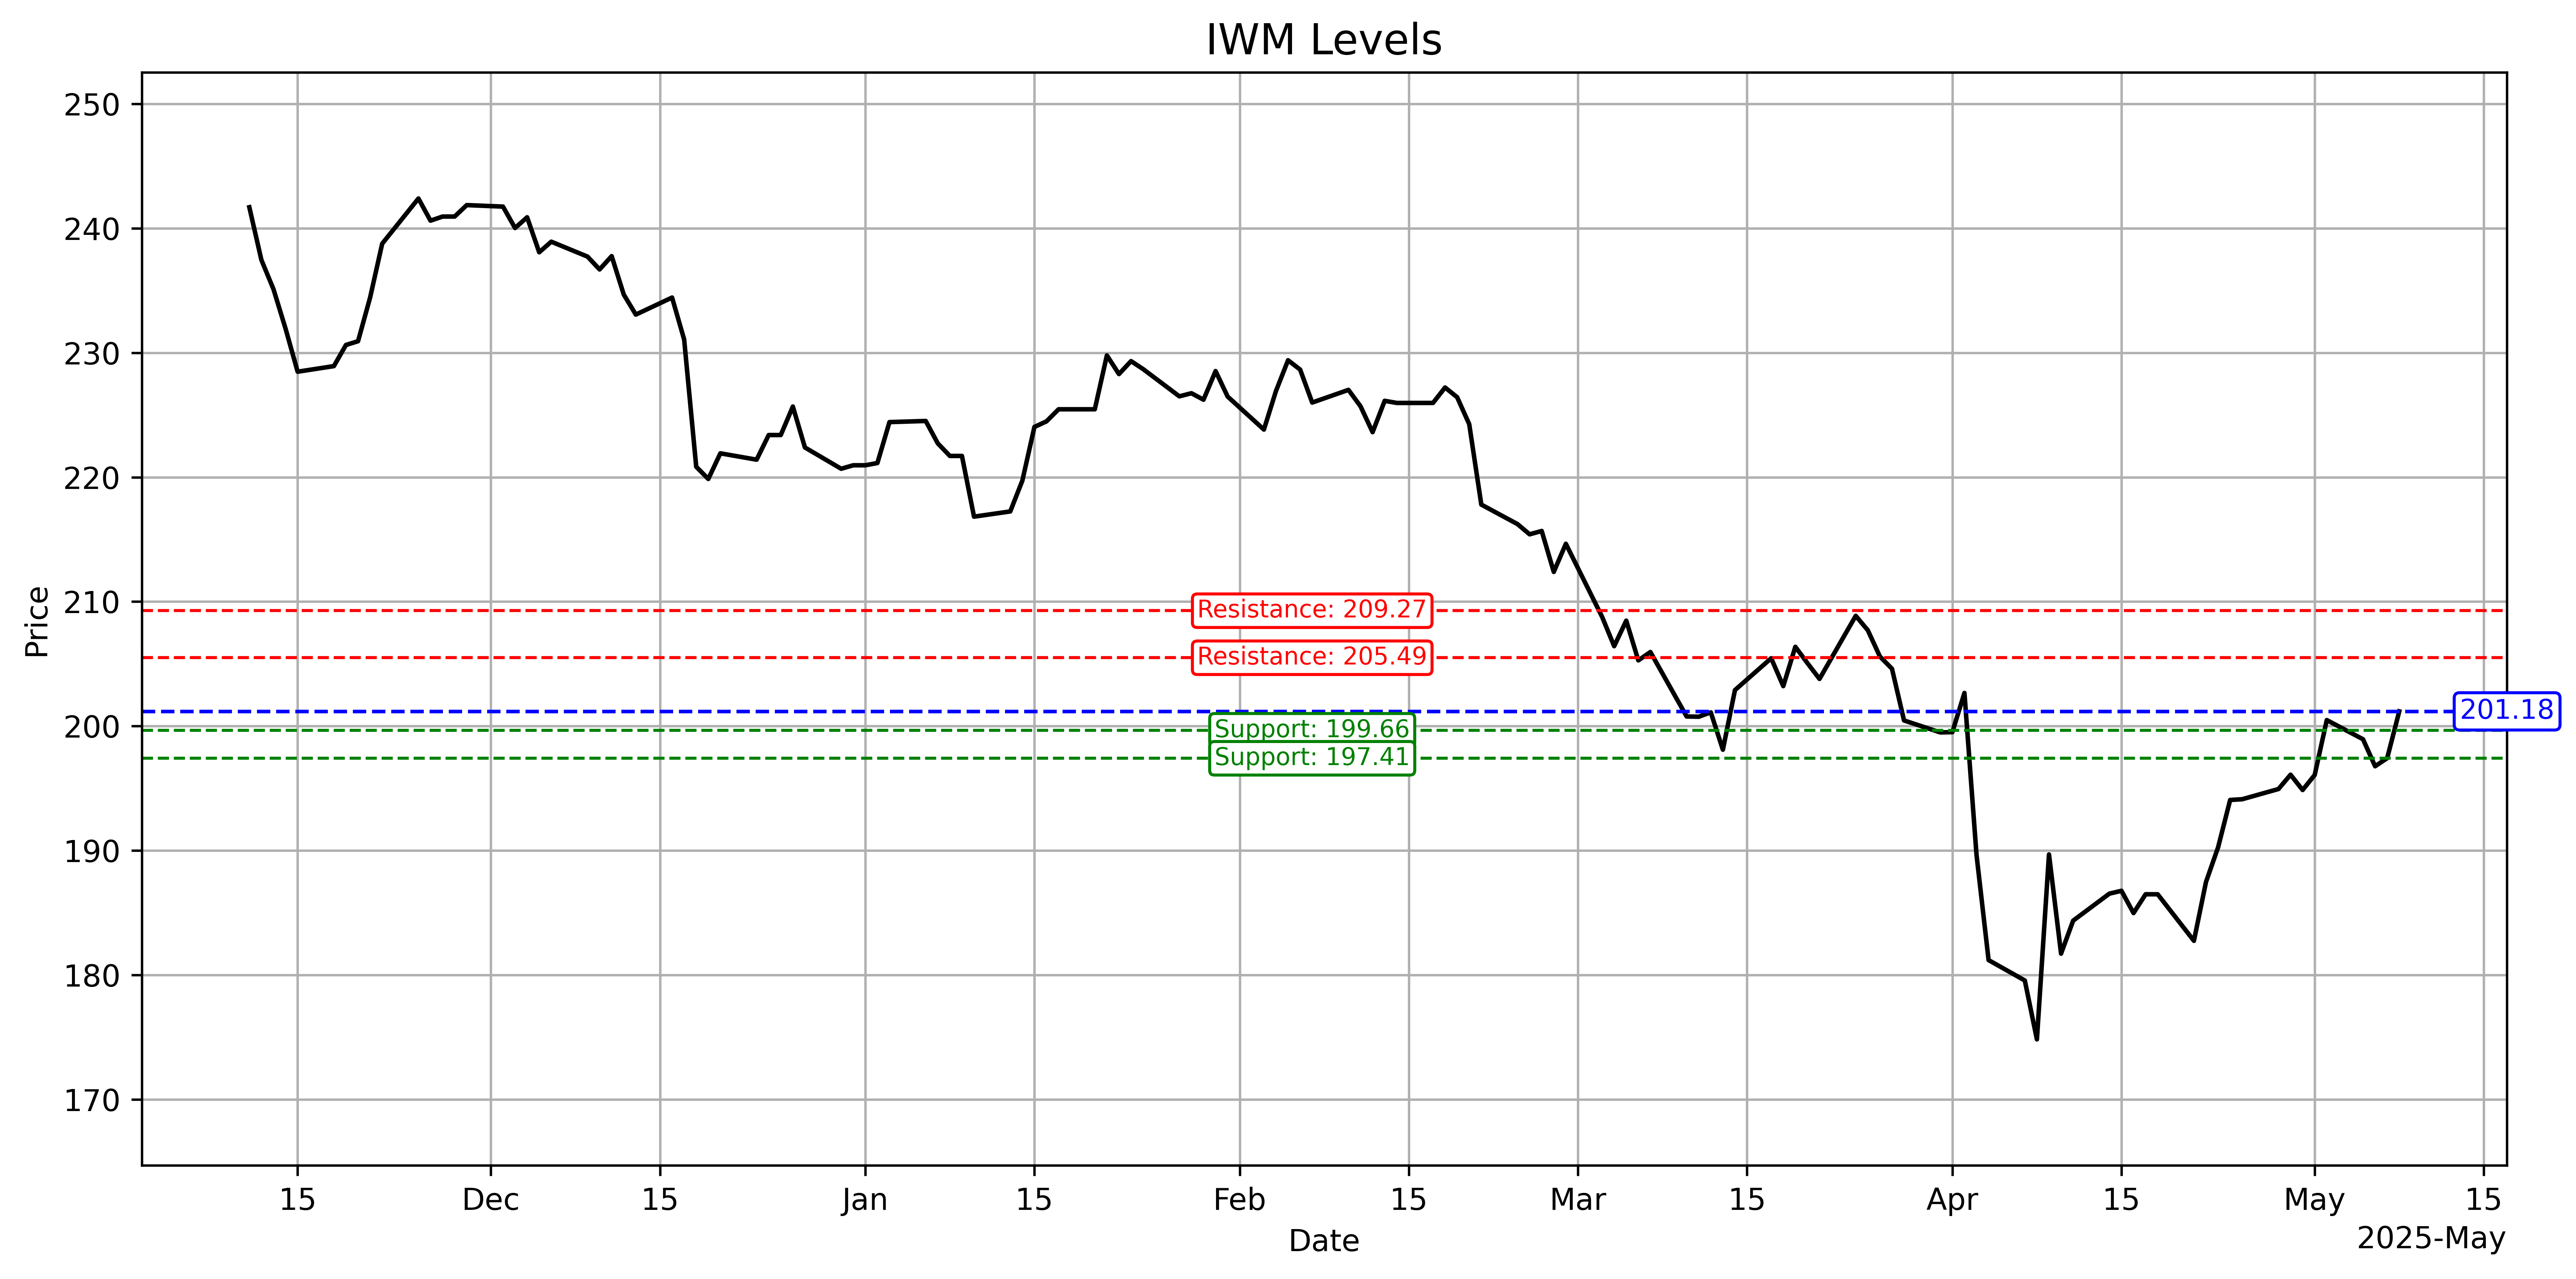 IWM Levels
250
240
230
220
210
200
190
180
170
Price
Resistance: 209.27
Resistance: 205.49
201.18
Support: 199.66
Support: 197.41
15 Dec 15 Jan 15 Feb 15 Mar 15 Apr 15 May 15
Date
2025-May